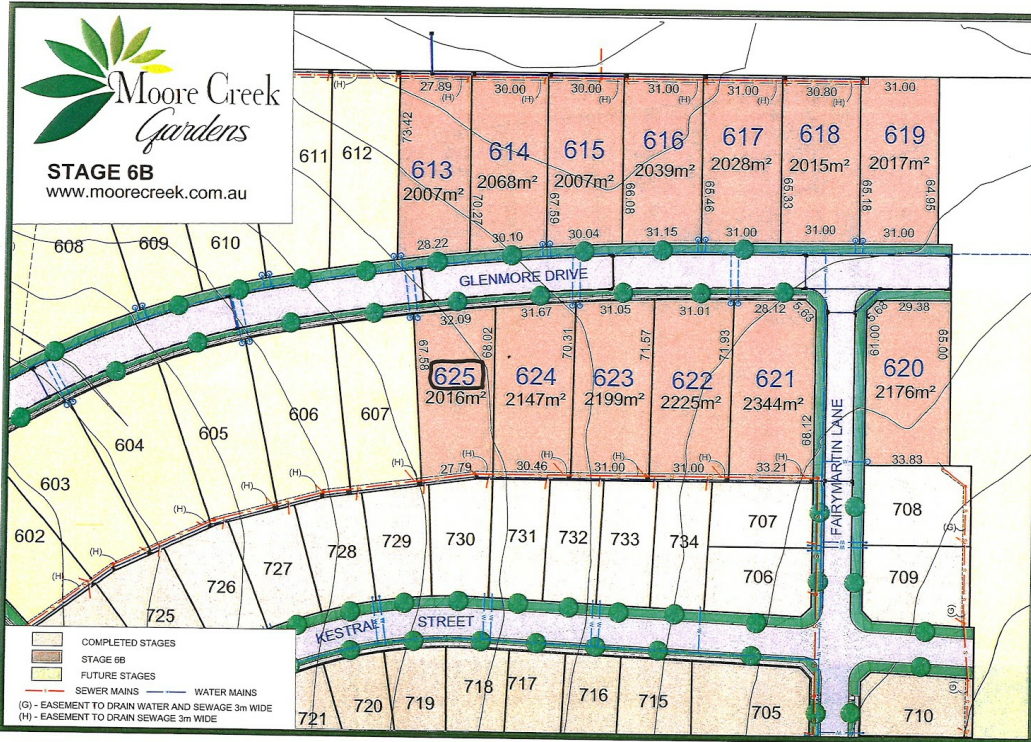 Moore Creek
Gardens
STAGE 6B
www.moorecreek.com.au
27.89 30.00 30.00 31.00 31.00 30.80 31.00
(H) (H) (H) (H) (H) (H)
611 612
613 614 615 616 617 618 619
2007m² 2068m² 2007m² 2039m² 2028m² 2015m² 2017m²
73.42 70.27 67.59 66.08 65.46 65.33 65.18 64.95
28.22 30.10 30.04 31.15 31.00 31.00 31.00
608 609 610
GLENMORE DRIVE
32.09 31.67 31.05 31.01 28.12 5.63 5.68 29.38
67.58 68.02 70.31 71.57 71.93 68.12 61.00 65.00
625 624 623 622 621 620
2016m² 2147m² 2199m² 2225m² 2344m² 2176m²
27.79 30.46 31.00 31.00 33.21 33.83
(H) (H) (H) (H) (H)
602 603 604 605 606 607
(H) (H) (H) (H) (H)
FAIRYMARTIN LANE
725 726 727 728 729 730 731 732 733 734
707 708
706 709
(G)
(G)
(G)
KESTRAL STREET
721 720 719 718 717 716 715 705 710
COMPLETED STAGES
STAGE 6B
FUTURE STAGES
SEWER MAINS WATER MAINS
(G) - EASEMENT TO DRAIN WATER AND SEWAGE 3m WIDE
(H) - EASEMENT TO DRAIN SEWAGE 3m WIDE